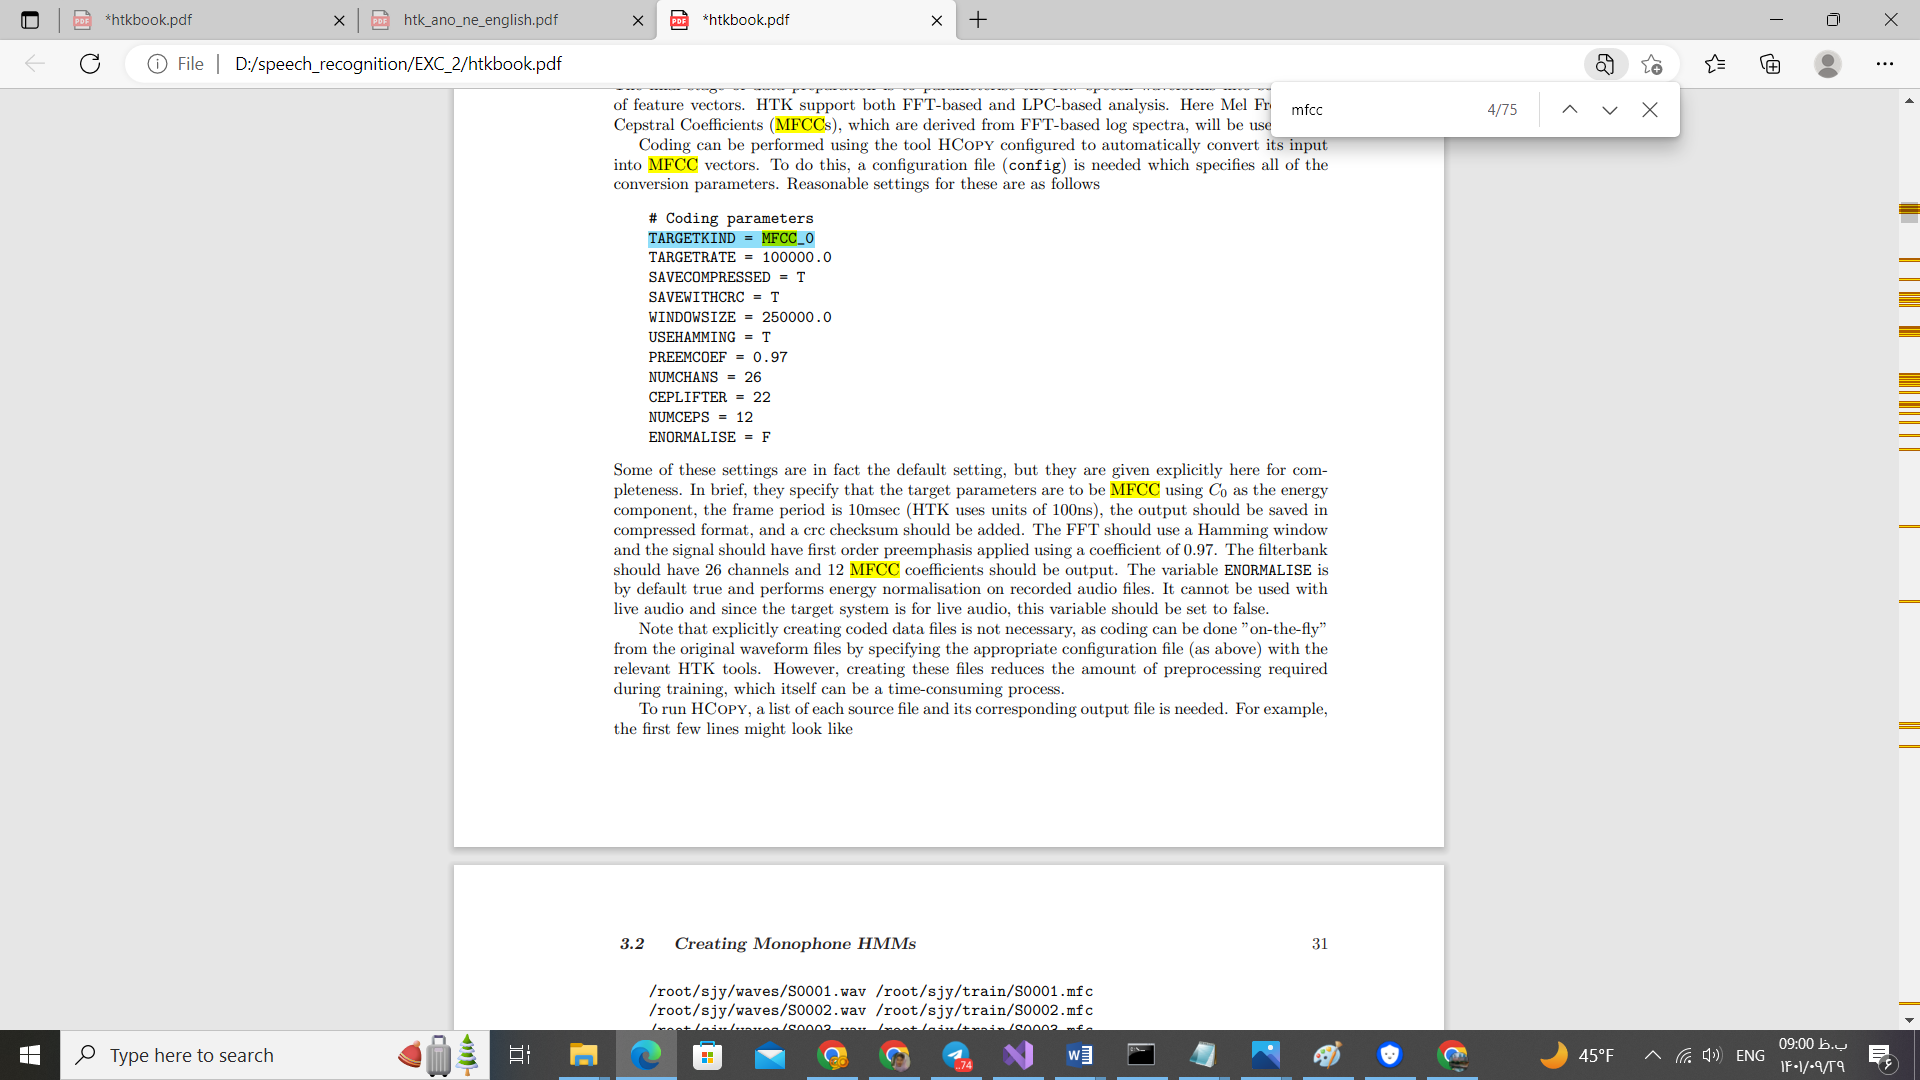 *htkbook.pdf
htk_ano_ne_english.pdf
*htkbook.pdf
File
D:/speech_recognition/EXC_2/htkbook.pdf
mfcc
4/75
of feature vectors. HTK support both FFT-based and LPC-based analysis. Here Mel Fr
Cepstral Coefficients (MFCCs), which are derived from FFT-based log spectra, will be use
Coding can be performed using the tool HCOPY configured to automatically convert its input
into MFCC vectors. To do this, a configuration file (config) is needed which specifies all of the
conversion parameters. Reasonable settings for these are as follows
# Coding parameters
TARGETKIND = MFCC_0
TARGETRATE = 100000.0
SAVECOMPRESSED = T
SAVEWITHCRC = T
WINDOWSIZE = 250000.0
USEHAMMING = T
PREEMCOEF = 0.97
NUMCHANS = 26
CEPLIFTER = 22
NUMCEPS = 12
ENORMALISE = F
Some of these settings are in fact the default setting, but they are given explicitly here for com-
pleteness. In brief, they specify that the target parameters are to be MFCC using C0 as the energy
component, the frame period is 10msec (HTK uses units of 100ns), the output should be saved in
compressed format, and a crc checksum should be added. The FFT should use a Hamming window
and the signal should have first order preemphasis applied using a coefficient of 0.97. The filterbank
should have 26 channels and 12 MFCC coefficients should be output. The variable ENORMALISE is
by default true and performs energy normalisation on recorded audio files. It cannot be used with
live audio and since the target system is for live audio, this variable should be set to false.
Note that explicitly creating coded data files is not necessary, as coding can be done ”on-the-fly”
from the original waveform files by specifying the appropriate configuration file (as above) with the
relevant HTK tools. However, creating these files reduces the amount of preprocessing required
during training, which itself can be a time-consuming process.
To run HCOPY, a list of each source file and its corresponding output file is needed. For example,
the first few lines might look like
3.2 Creating Monophone HMMs 31
/root/sjy/waves/S0001.wav /root/sjy/train/S0001.mfc
/root/sjy/waves/S0002.wav /root/sjy/train/S0002.mfc
/root/sjy/waves/S0003.wav /root/sjy/train/S0003.mfc
Type here to search
..74
45°F
ENG
09:00 ب.ظ
۱۴۰۱/۰۹/۲۹
۶